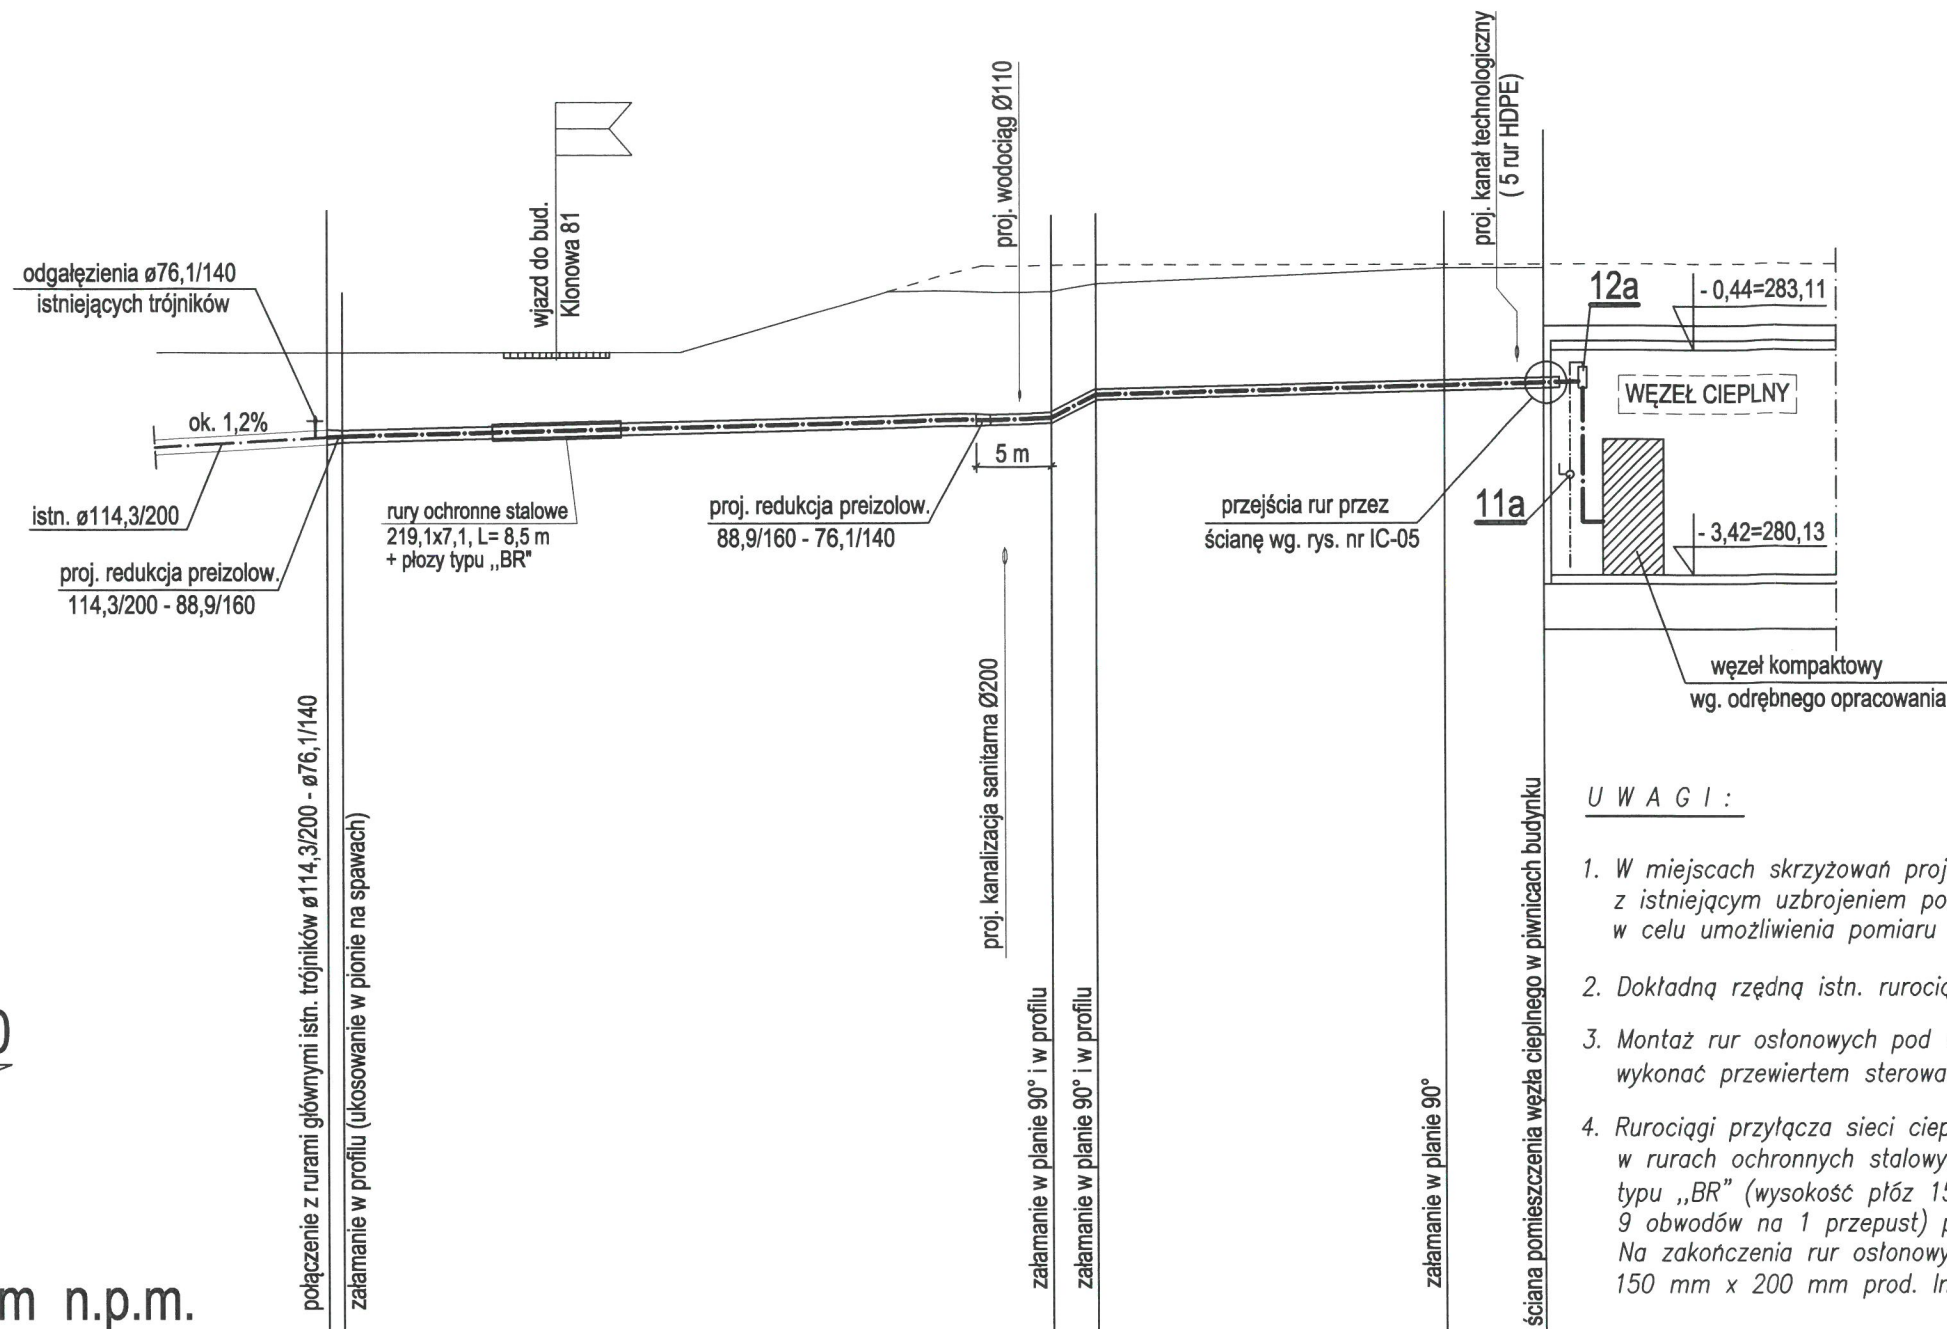 odgałęzienia ø76,1/140
istniejących trójników
ok. 1,2%
istn. ø114,3/200
proj. redukcja preizolow.
114,3/200 - 88,9/160
wjazd do bud.
Klonowa 81
rury ochronne stalowe
219,1x7,1, L= 8,5 m
+ płozy typu ,,BR"
proj. redukcja preizolow.
88,9/160 - 76,1/140
5 m
proj. wodociąg Ø110
proj. kanalizacja sanitarna Ø200
proj. kanał technologiczny
( 5 rur HDPE)
przejścia rur przez
ścianę wg. rys. nr IC-05
12a
11a
- 0,44=283,11
WĘZEŁ CIEPLNY
- 3,42=280,13
węzeł kompaktowy
wg. odrębnego opracowania
połączenie z rurami głównymi istn. trójników ø114,3/200 - ø76,1/140
załamanie w profilu (ukosowanie w pionie na spawach)
załamanie w planie 90° i w profilu
załamanie w planie 90° i w profilu
załamanie w planie 90°
ściana pomieszczenia węzła cieplnego w piwnicach budynku
U W A G I :
1. W miejscach skrzyżowań proj
z istniejącym uzbrojeniem po
w celu umożliwienia pomiaru
2. Dokładną rzędną istn. rurocią
3. Montaż rur osłonowych pod
wykonać przewiertem sterowa
4. Rurociągi przyłącza sieci ciep
w rurach ochronnych stalowy
typu ,,BR" (wysokość płóz 15
9 obwodów na 1 przepust) p
Na zakończenia rur osłonowy
150 mm x 200 mm prod. In
m n.p.m.